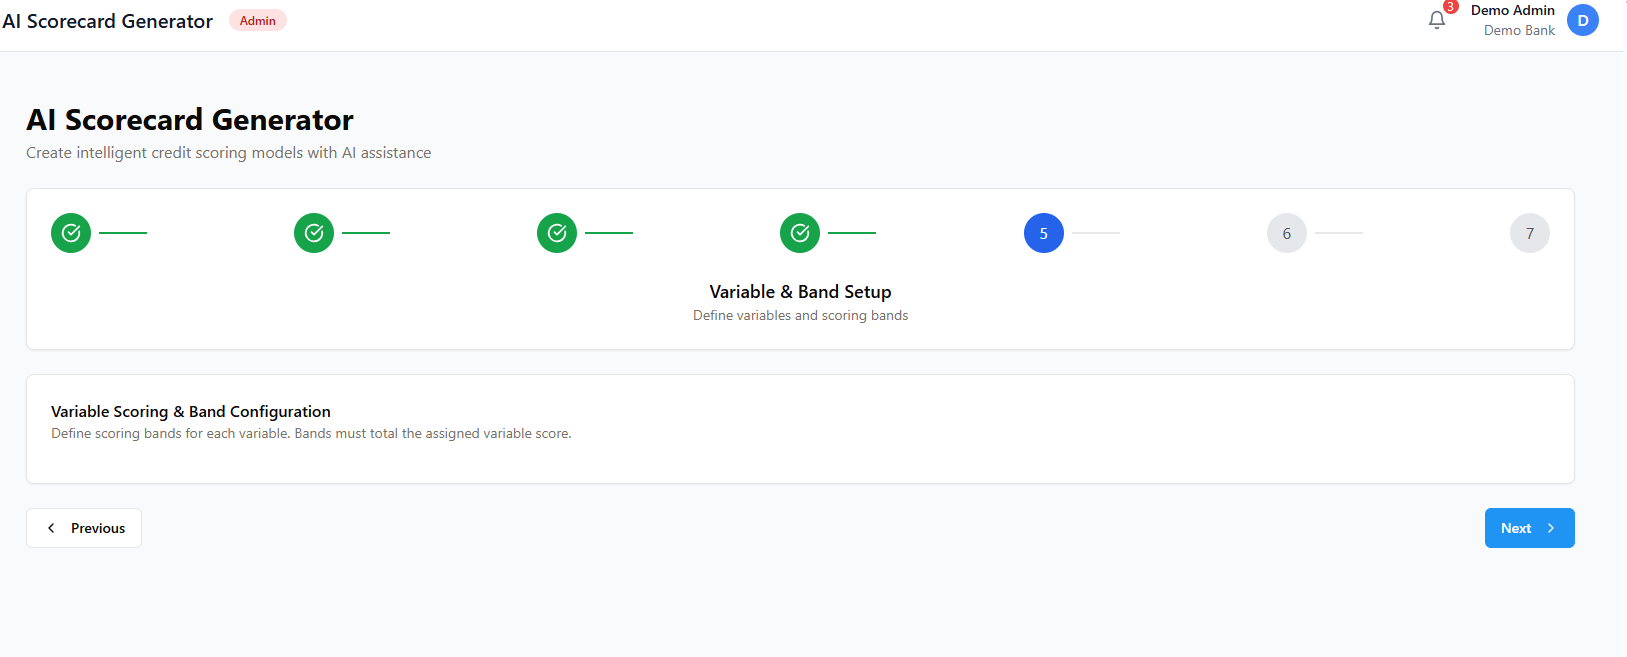 AI Scorecard Generator
Admin
3
Demo Admin
Demo Bank
D
AI Scorecard Generator
Create intelligent credit scoring models with AI assistance
5
6
7
Variable & Band Setup
Define variables and scoring bands
Variable Scoring & Band Configuration
Define scoring bands for each variable. Bands must total the assigned variable score.
Previous
Next